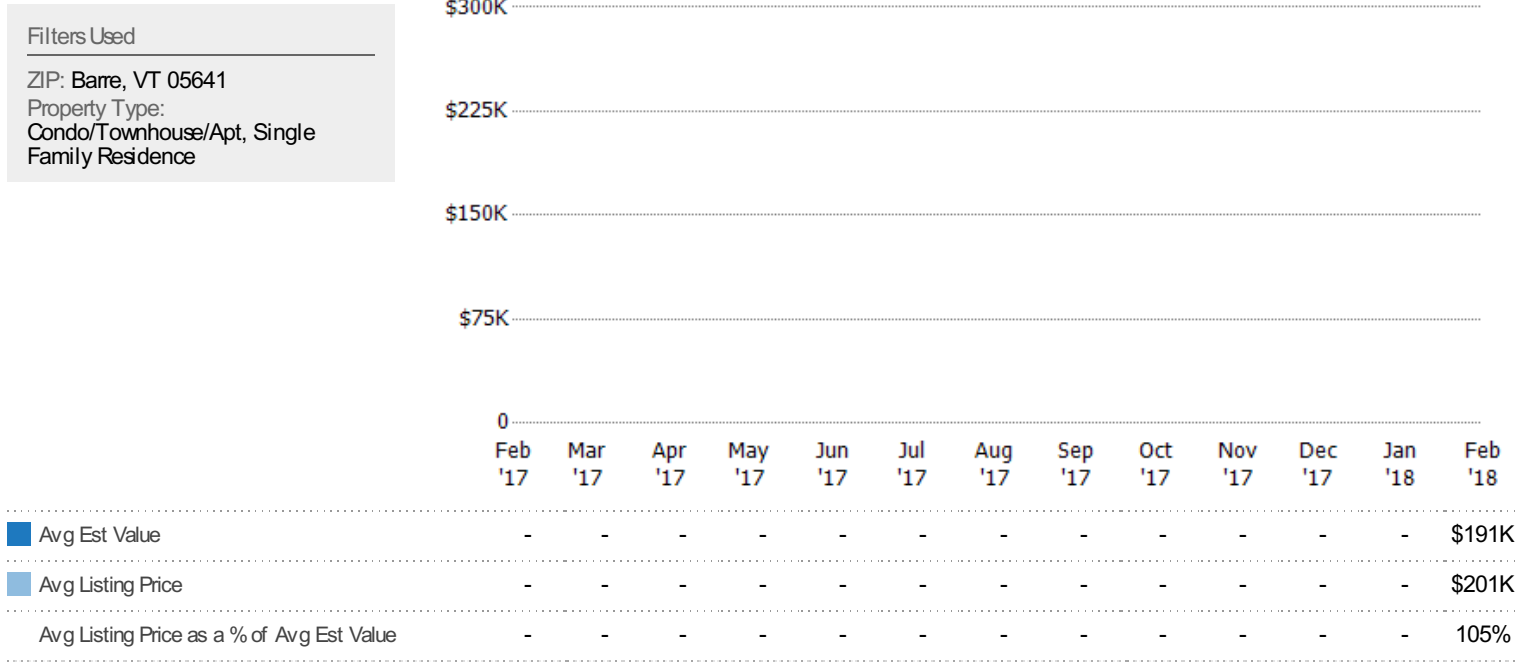 Filters Used
ZIP: Barre, VT 05641
Property Type:
Condo/Townhouse/Apt, Single
Family Residence
$300K
$225K
$150K
$75K
0
Feb Mar Apr May Jun Jul Aug Sep Oct Nov Dec Jan Feb
'17 '17 '17 '17 '17 '17 '17 '17 '17 '17 '17 '18 '18
Avg Est Value - - - - - - - - - - - - $191K
Avg Listing Price - - - - - - - - - - - - $201K
Avg Listing Price as a % of Avg Est Value - - - - - - - - - - - - 105%